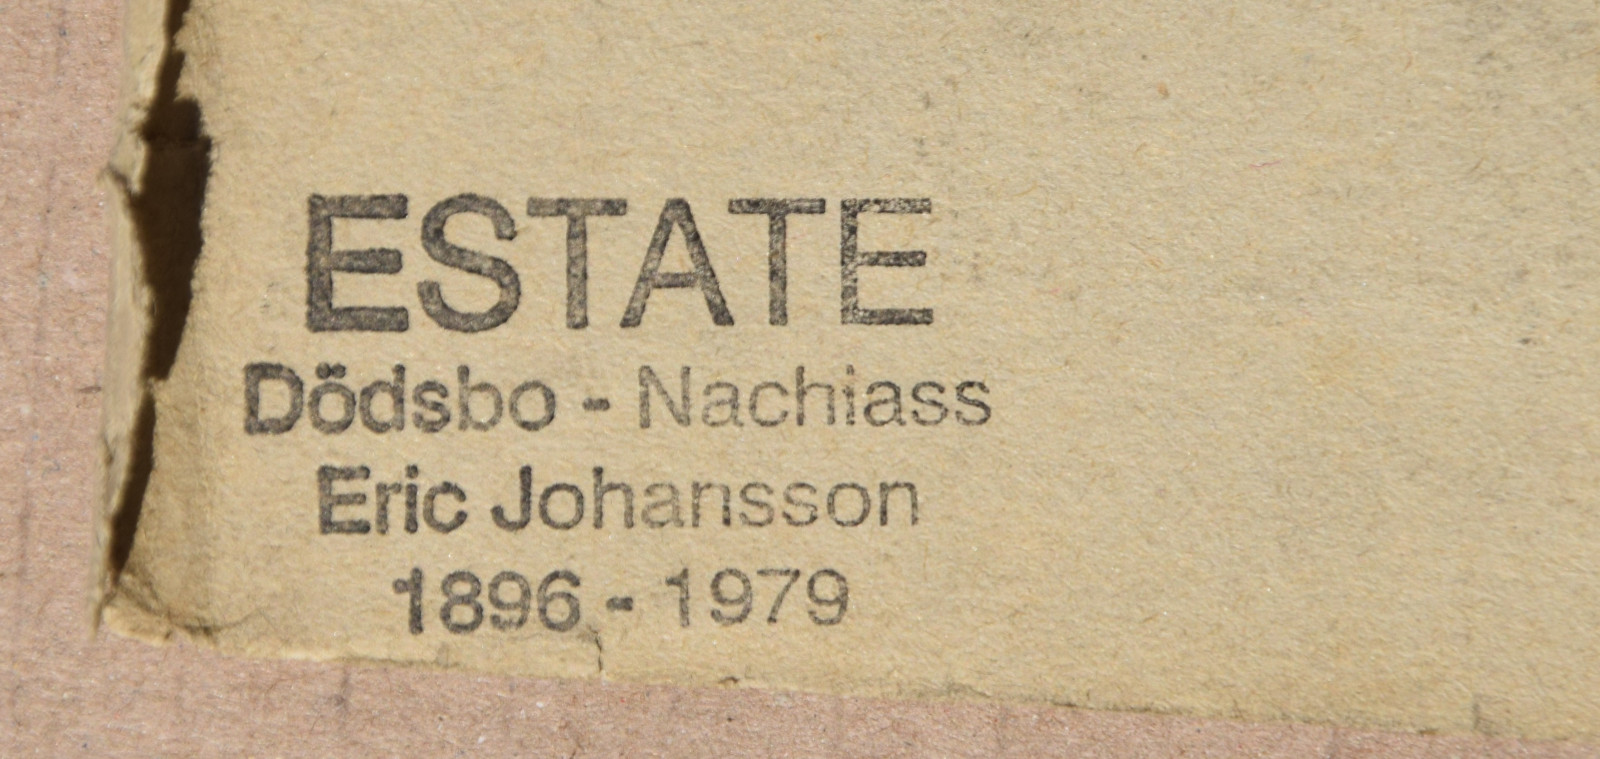 ESTATE
Dödsbo - Nachiass
Eric Johansson
1896 - 1979